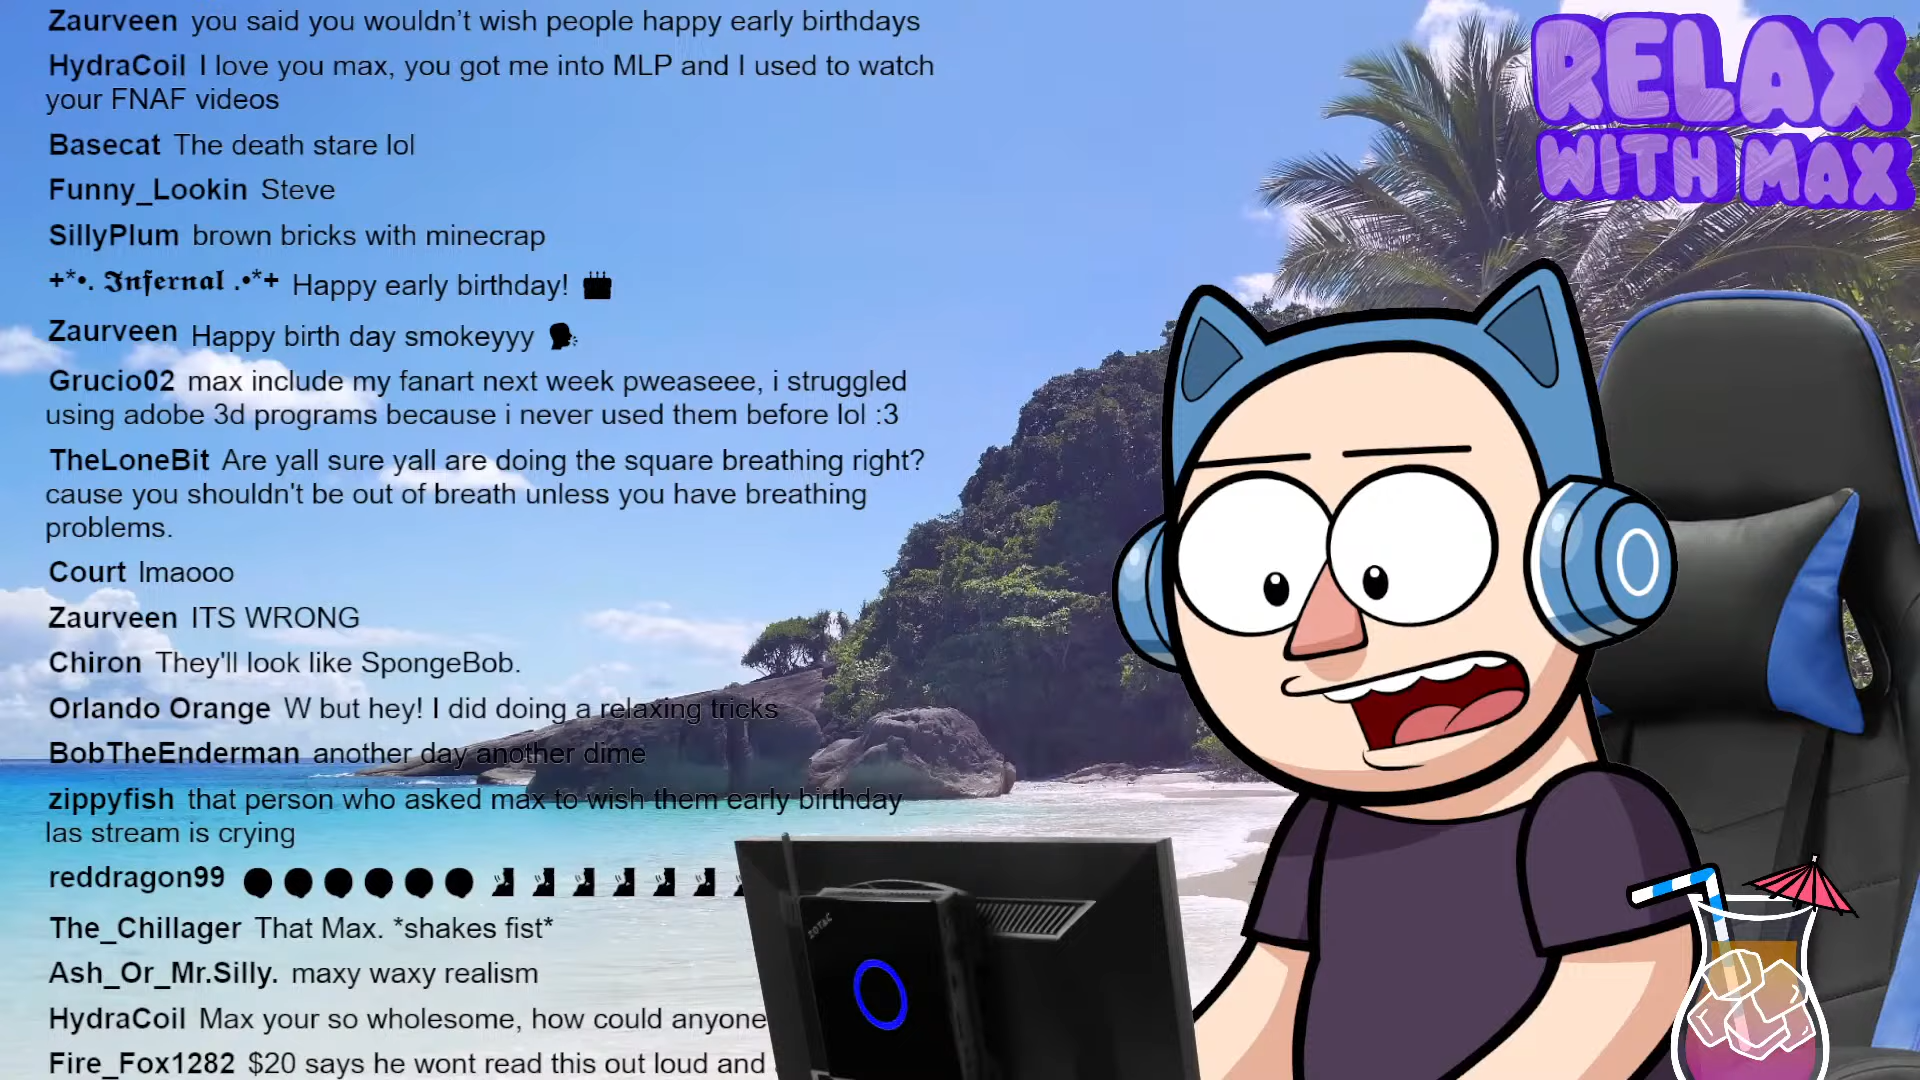 Zaurveen you said you wouldn't wish people happy early birthdays
HydraCoil I love you max, you got me into MLP and I used to watch
your FNAF videos
Basecat The death stare lol
Funny_Lookin Steve
SillyPlum brown bricks with minecrap
+*•. 𝕴𝖓𝖋𝖊𝖗𝖓𝖆𝖑 .•*+ Happy early birthday! 🎂
Zaurveen Happy birth day smokeyyy 🗣
Grucio02 max include my fanart next week pweaseee, i struggled
using adobe 3d programs because i never used them before lol :3
TheLoneBit Are yall sure yall are doing the square breathing right?
cause you shouldn't be out of breath unless you have breathing
problems.
Court lmaooo
Zaurveen ITS WRONG
Chiron They'll look like SpongeBob.
Orlando Orange W but hey! I did doing a relaxing tricks
BobTheEnderman another day another dime
zippyfish that person who asked max to wish them early birthday
las stream is crying
reddragon99
The_Chillager That Max. *shakes fist*
Ash_Or_Mr.Silly. maxy waxy realism
HydraCoil Max your so wholesome, how could anyone
Fire_Fox1282 $20 says he wont read this out loud and
RELAX
WITH MAX
ZOTAC